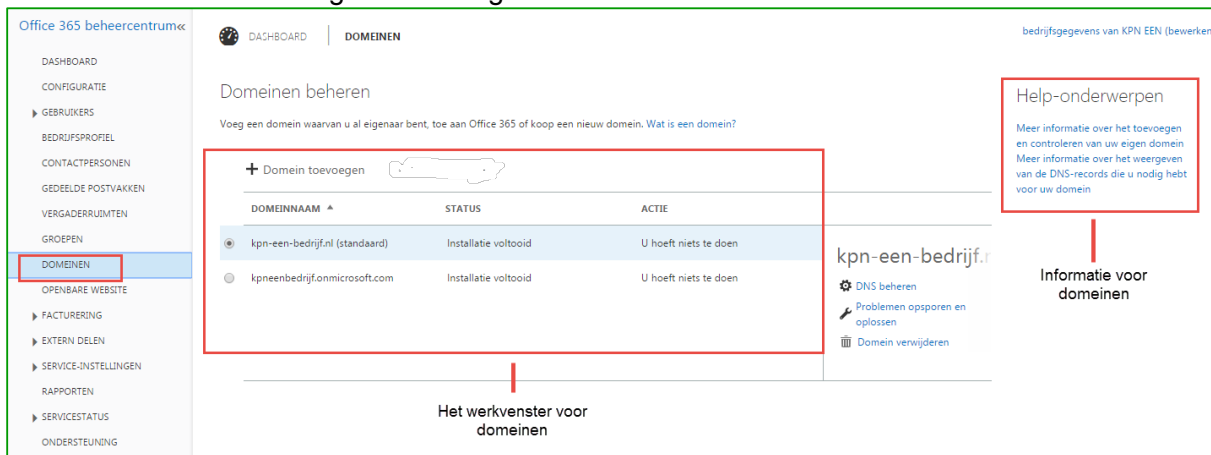 Office 365 beheercentrum«
DASHBOARD
CONFIGURATIE
GEBRUIKERS
BEDRIJFSPROFIEL
CONTACTPERSONEN
GEDEELDE POSTVAKKEN
VERGADERRUIMTEN
GROEPEN
DOMEINEN
OPENBARE WEBSITE
FACTURERING
EXTERN DELEN
SERVICE-INSTELLINGEN
RAPPORTEN
SERVICESTATUS
ONDERSTEUNING
DASHBOARD DOMEINEN
bedrijfsgegevens van KPN EEN (bewerken
Domeinen beheren
Voeg een domein waarvan u al eigenaar bent, toe aan Office 365 of koop een nieuw domein. Wat is een domein?
+ Domein toevoegen
DOMEINNAAM STATUS ACTIE
kpn-een-bedrijf.nl (standaard) Installatie voltooid U hoeft niets te doen
kpneenbedrijf.onmicrosoft.com Installatie voltooid U hoeft niets te doen
kpn-een-bedrijf.
DNS beheren
Problemen opsporen en
oplossen
Domein verwijderen
Help-onderwerpen
Meer informatie over het toevoegen
en controleren van uw eigen domein
Meer informatie over het weergeven
van de DNS-records die u nodig hebt
voor uw domein
Informatie voor
domeinen
Het werkvenster voor
domeinen